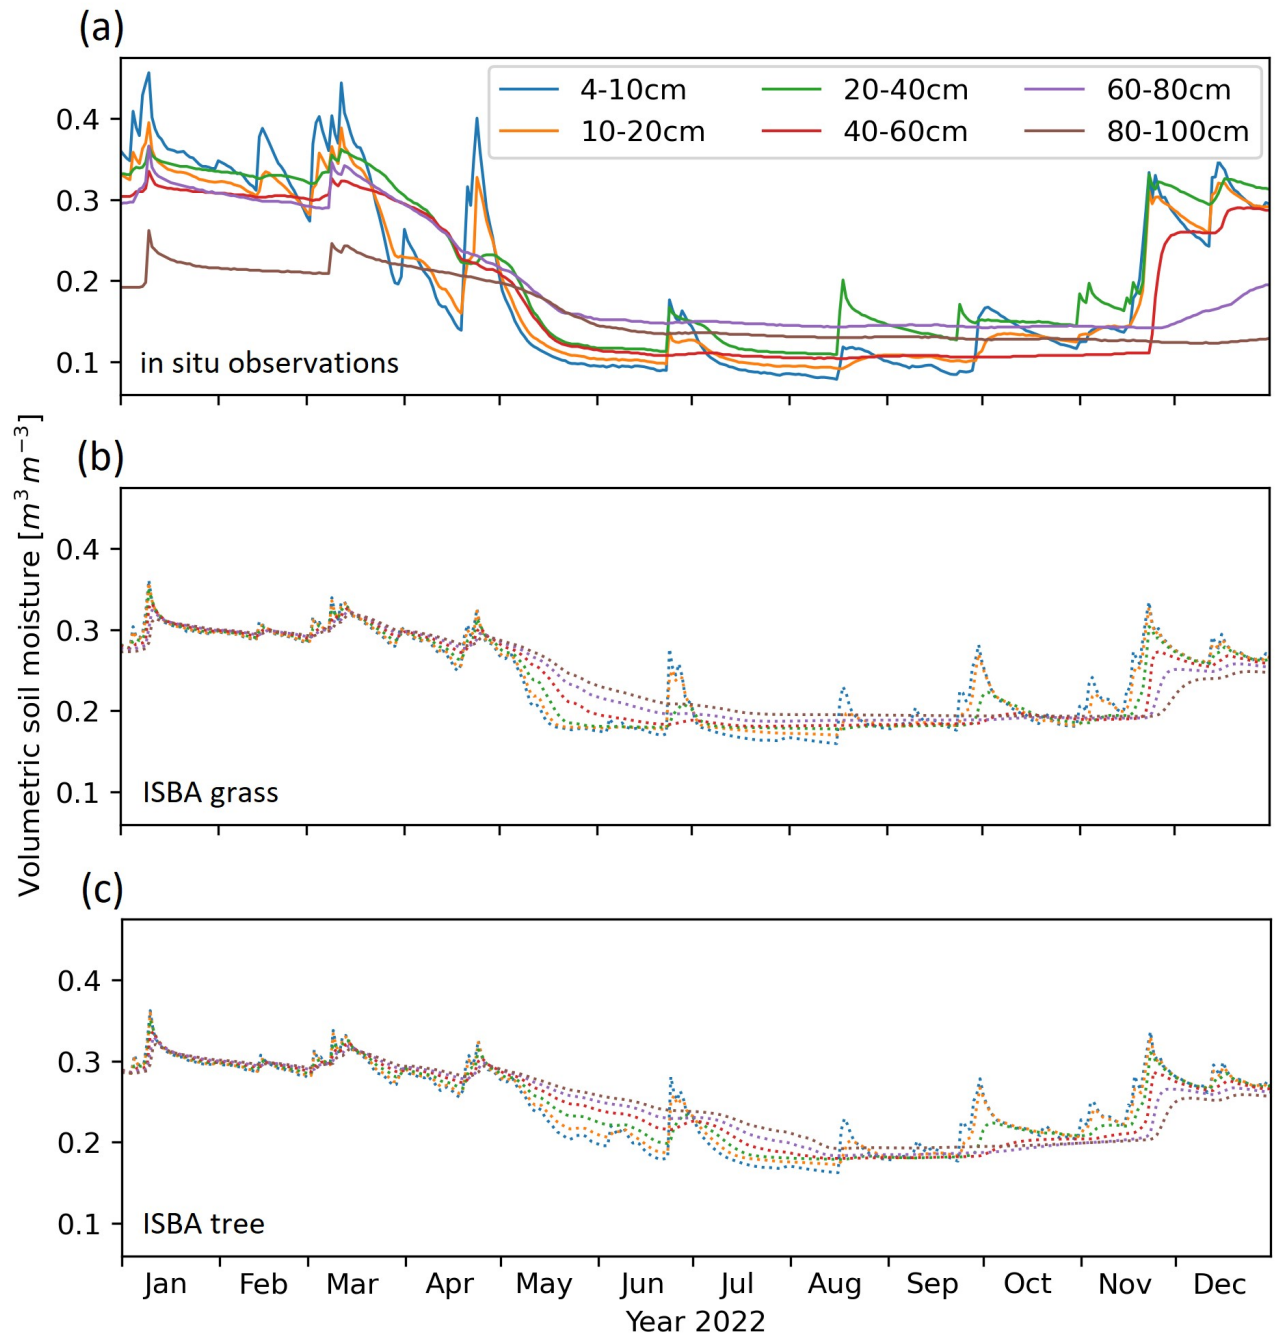 (a)
4-10cm
10-20cm
20-40cm
40-60cm
60-80cm
80-100cm
0.4
0.3
0.2
0.1
in situ observations
(b)
Volumetric soil moisture [m³ m⁻³]
0.4
0.3
0.2
0.1
ISBA grass
(c)
0.4
0.3
0.2
0.1
ISBA tree
Jan Feb Mar Apr May Jun Jul Aug Sep Oct Nov Dec
Year 2022